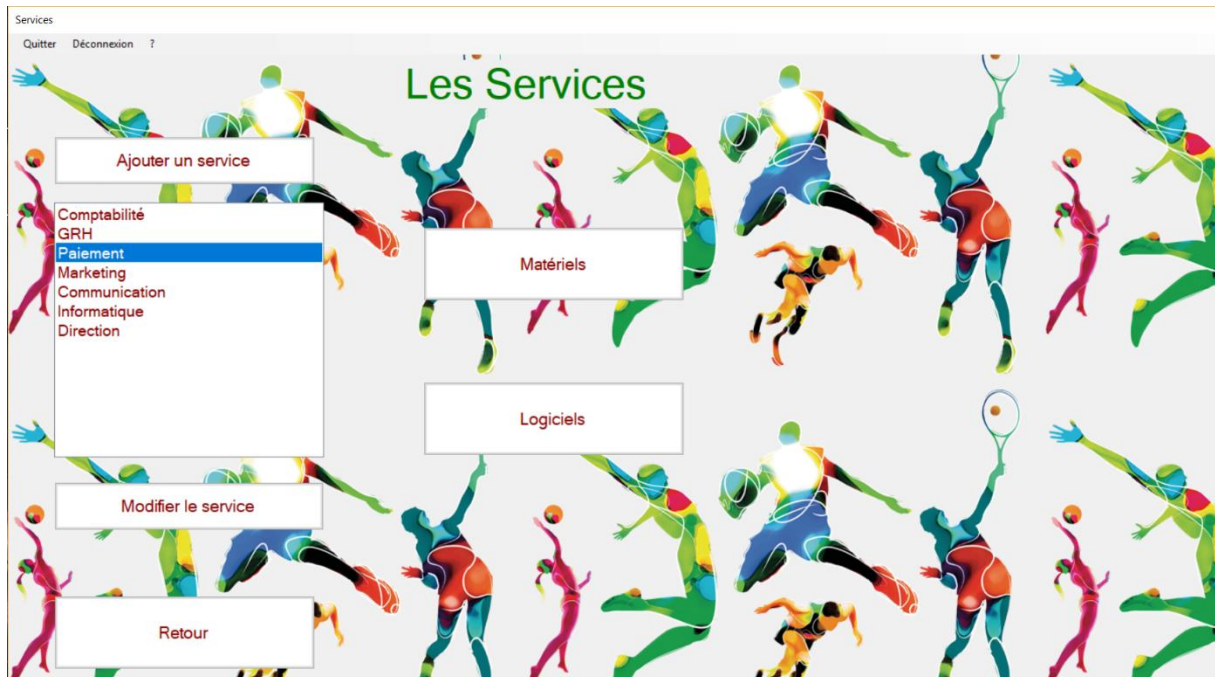 Services
Quitter Déconnexion ?
Les Services
Ajouter un service
Comptabilité
GRH
Paiement
Marketing
Communication
Informatique
Direction
Matériels
Logiciels
Modifier le service
Retour